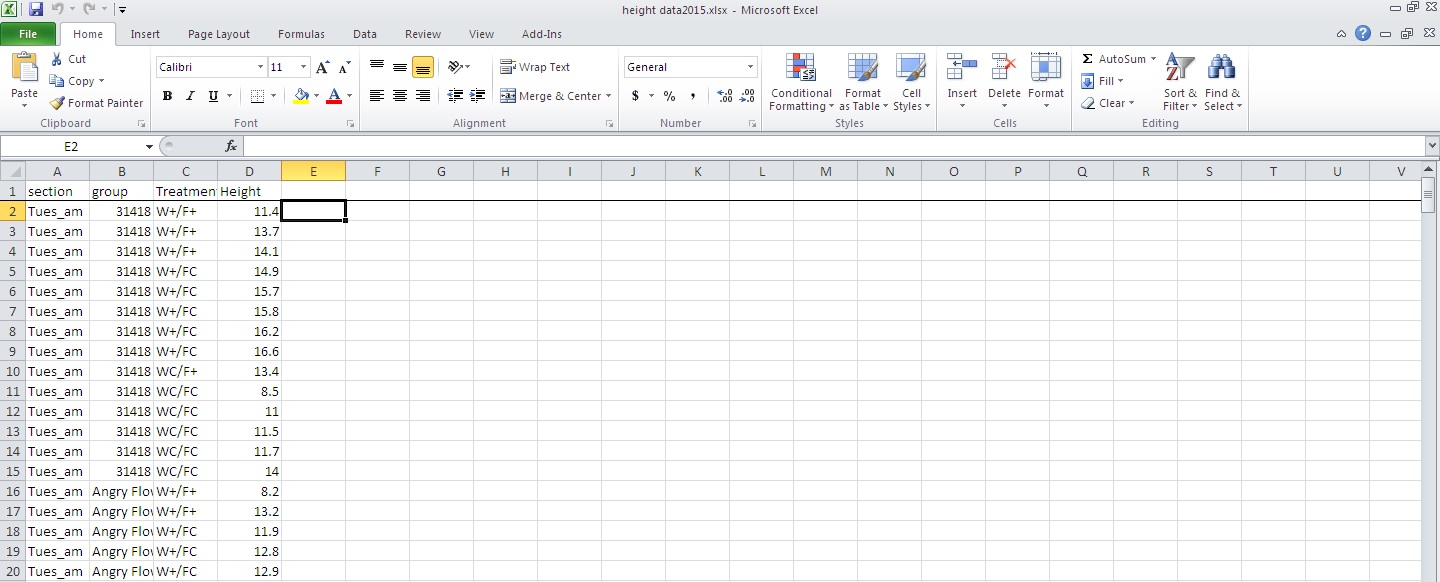 height data2015.xlsx - Microsoft Excel
File Home Insert Page Layout Formulas Data Review View Add-Ins
Paste
Cut
Copy
Format Painter
Clipboard
Calibri 11 A A
B I U A
Font
Wrap Text
Merge & Center
Alignment
General
$ % , .00 .0
Number
Conditional Formatting
Format as Table
Cell Styles
Styles
Insert Delete Format
Cells
Σ AutoSum
Fill
Clear
Sort & Filter
Find & Select
Editing
E2 fx
A B C D E F G H I J K L M N O P Q R S T U V
1 section group Treatmen Height
2 Tues_am 31418 W+/F+ 11.4
3 Tues_am 31418 W+/F+ 13.7
4 Tues_am 31418 W+/F+ 14.1
5 Tues_am 31418 W+/FC 14.9
6 Tues_am 31418 W+/FC 15.7
7 Tues_am 31418 W+/FC 15.8
8 Tues_am 31418 W+/FC 16.2
9 Tues_am 31418 W+/FC 16.6
10 Tues_am 31418 WC/F+ 13.4
11 Tues_am 31418 WC/FC 8.5
12 Tues_am 31418 WC/FC 11
13 Tues_am 31418 WC/FC 11.5
14 Tues_am 31418 WC/FC 11.7
15 Tues_am 31418 WC/FC 14
16 Tues_am Angry Flo W+/F+ 8.2
17 Tues_am Angry Flo W+/F+ 13.2
18 Tues_am Angry Flo W+/FC 11.9
19 Tues_am Angry Flo W+/FC 12.8
20 Tues_am Angry Flo W+/FC 12.9